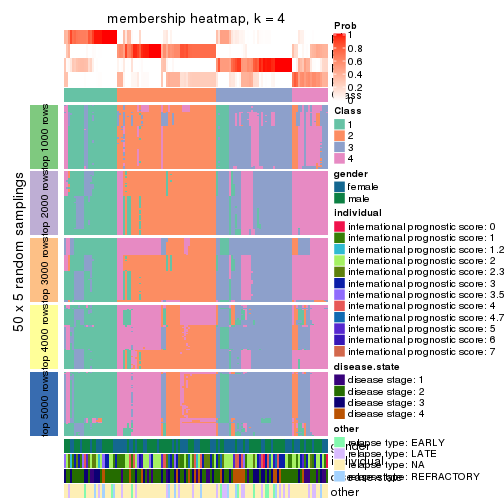 membership heatmap, k = 4
Prob
1
0.8
0.6
0.4
0.2
0
Class
1
2
3
4
gender
female
male
individual
international prognostic score: 0
international prognostic score: 1
international prognostic score: 1.2
international prognostic score: 2
international prognostic score: 2.3
international prognostic score: 3
international prognostic score: 3.5
international prognostic score: 4
international prognostic score: 4.7
international prognostic score: 5
international prognostic score: 6
international prognostic score: 7
disease.state
disease stage: 1
disease stage: 2
disease stage: 3
disease stage: 4
other
relapse type: EARLY
relapse type: LATE
relapse type: NA
relapse type: REFRACTORY
50 x 5 random samplings
top 1000 rows
top 2000 rows
top 3000 rows
top 4000 rows
top 5000 rows
gender
individual
disease.state
other